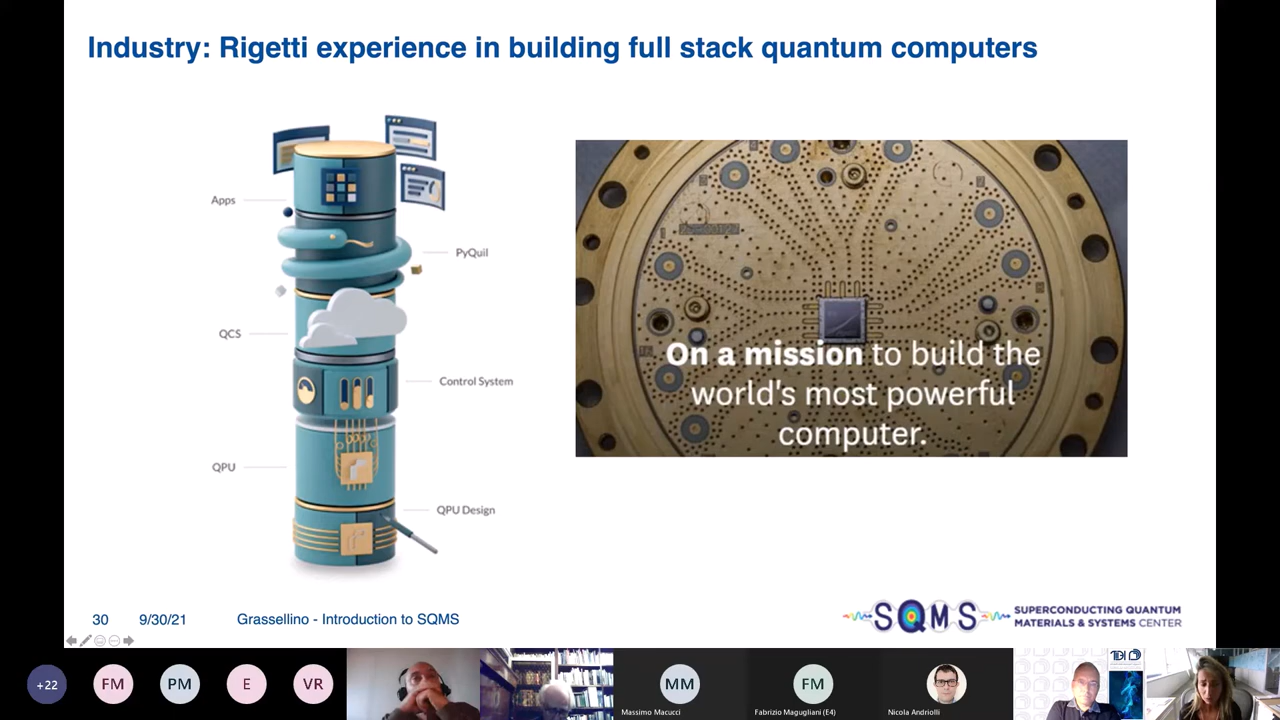 Industry: Rigetti experience in building full stack quantum computers
Apps
PyQuil
QCS
Control System
QPU
QPU Design
On a mission to build the
world's most powerful
computer.
30
9/30/21
Grassellino - Introduction to SQMS
SQMS
SUPERCONDUCTING QUANTUM
MATERIALS & SYSTEMS CENTER
+22
FM
PM
E
VR
MM
Massimo Macucci
FM
Fabrizio Magugliani (E4)
Nicola Andriolli